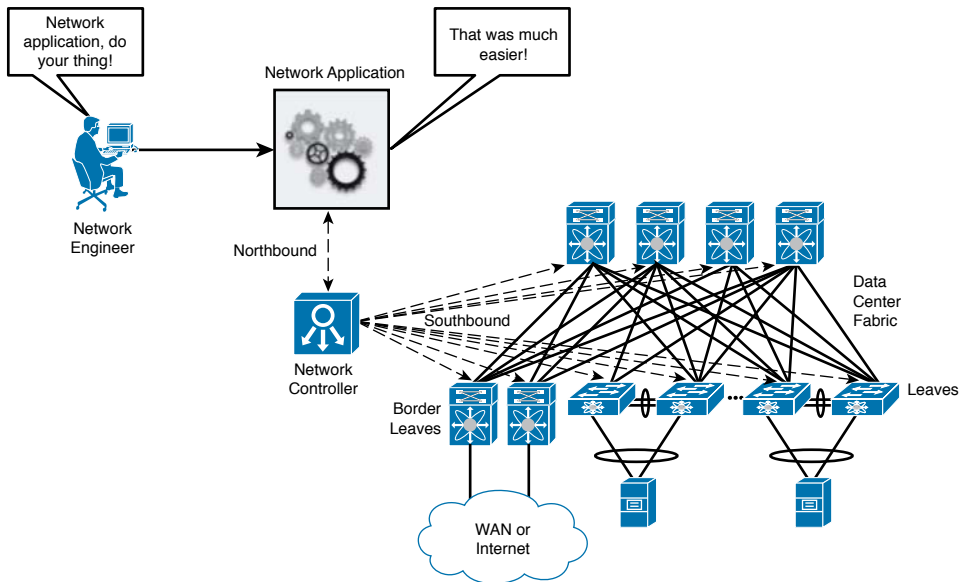 Network
application, do
your thing!
That was much
easier!
Network Application
Network
Engineer
Northbound
Southbound
Data
Center
Fabric
Network
Controller
Border
Leaves
Leaves
WAN or
Internet